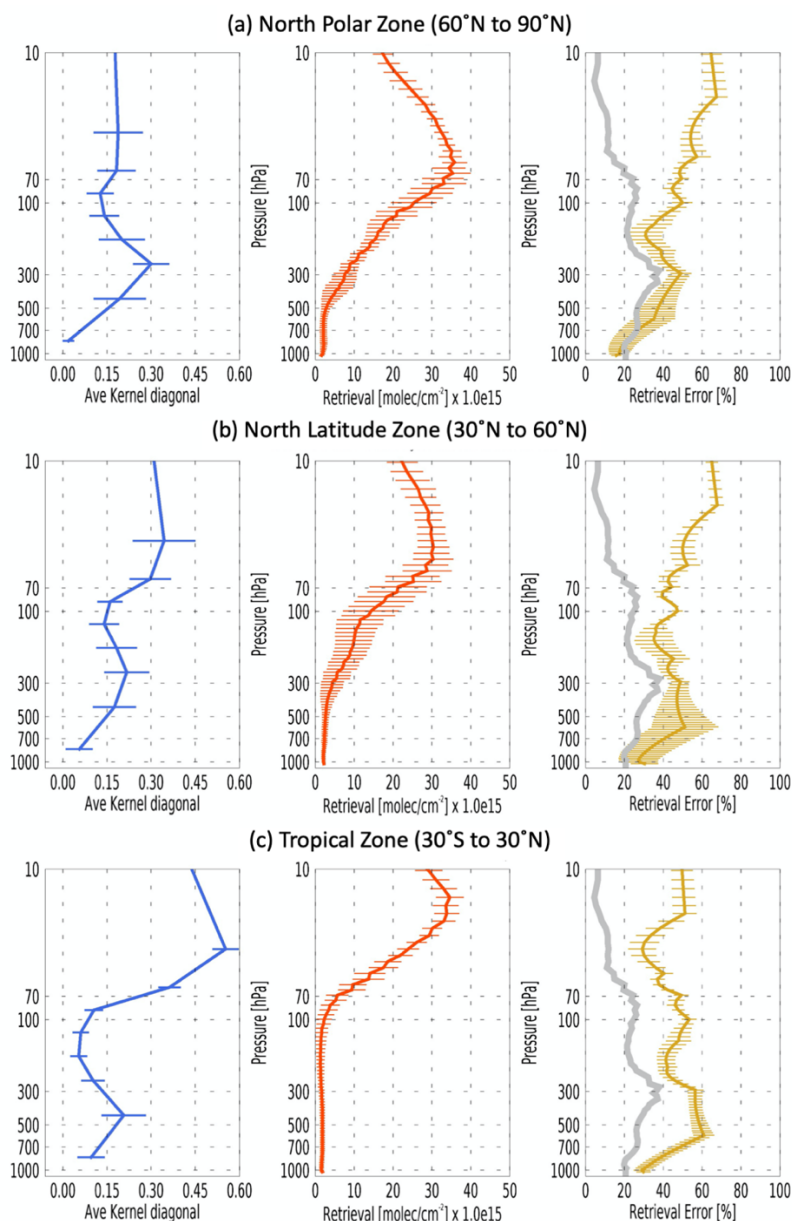 (a) North Polar Zone (60˚N to 90˚N)
10
70
100
300
500
700
1000
0.00 0.15 0.30 0.45 0.60
Ave Kernel diagonal
Pressure [hPa]
10
70
100
300
500
700
1000
0 10 20 30 40 50
Retrieval [molec/cm⁻²] x 1.0e15
Pressure [hPa]
10
70
100
300
500
700
1000
0 20 40 60 80 100
Retrieval Error [%]
(b) North Latitude Zone (30˚N to 60˚N)
10
70
100
300
500
700
1000
0.00 0.15 0.30 0.45 0.60
Ave Kernel diagonal
Pressure [hPa]
10
70
100
300
500
700
1000
0 10 20 30 40 50
Retrieval [molec/cm⁻²] x 1.0e15
Pressure [hPa]
10
70
100
300
500
700
1000
0 20 40 60 80 100
Retrieval Error [%]
(c) Tropical Zone (30˚S to 30˚N)
10
70
100
300
500
700
1000
0.00 0.15 0.30 0.45 0.60
Ave Kernel diagonal
Pressure [hPa]
10
70
100
300
500
700
1000
0 10 20 30 40 50
Retrieval [molec/cm⁻²] x 1.0e15
Pressure [hPa]
10
70
100
300
500
700
1000
0 20 40 60 80 100
Retrieval Error [%]